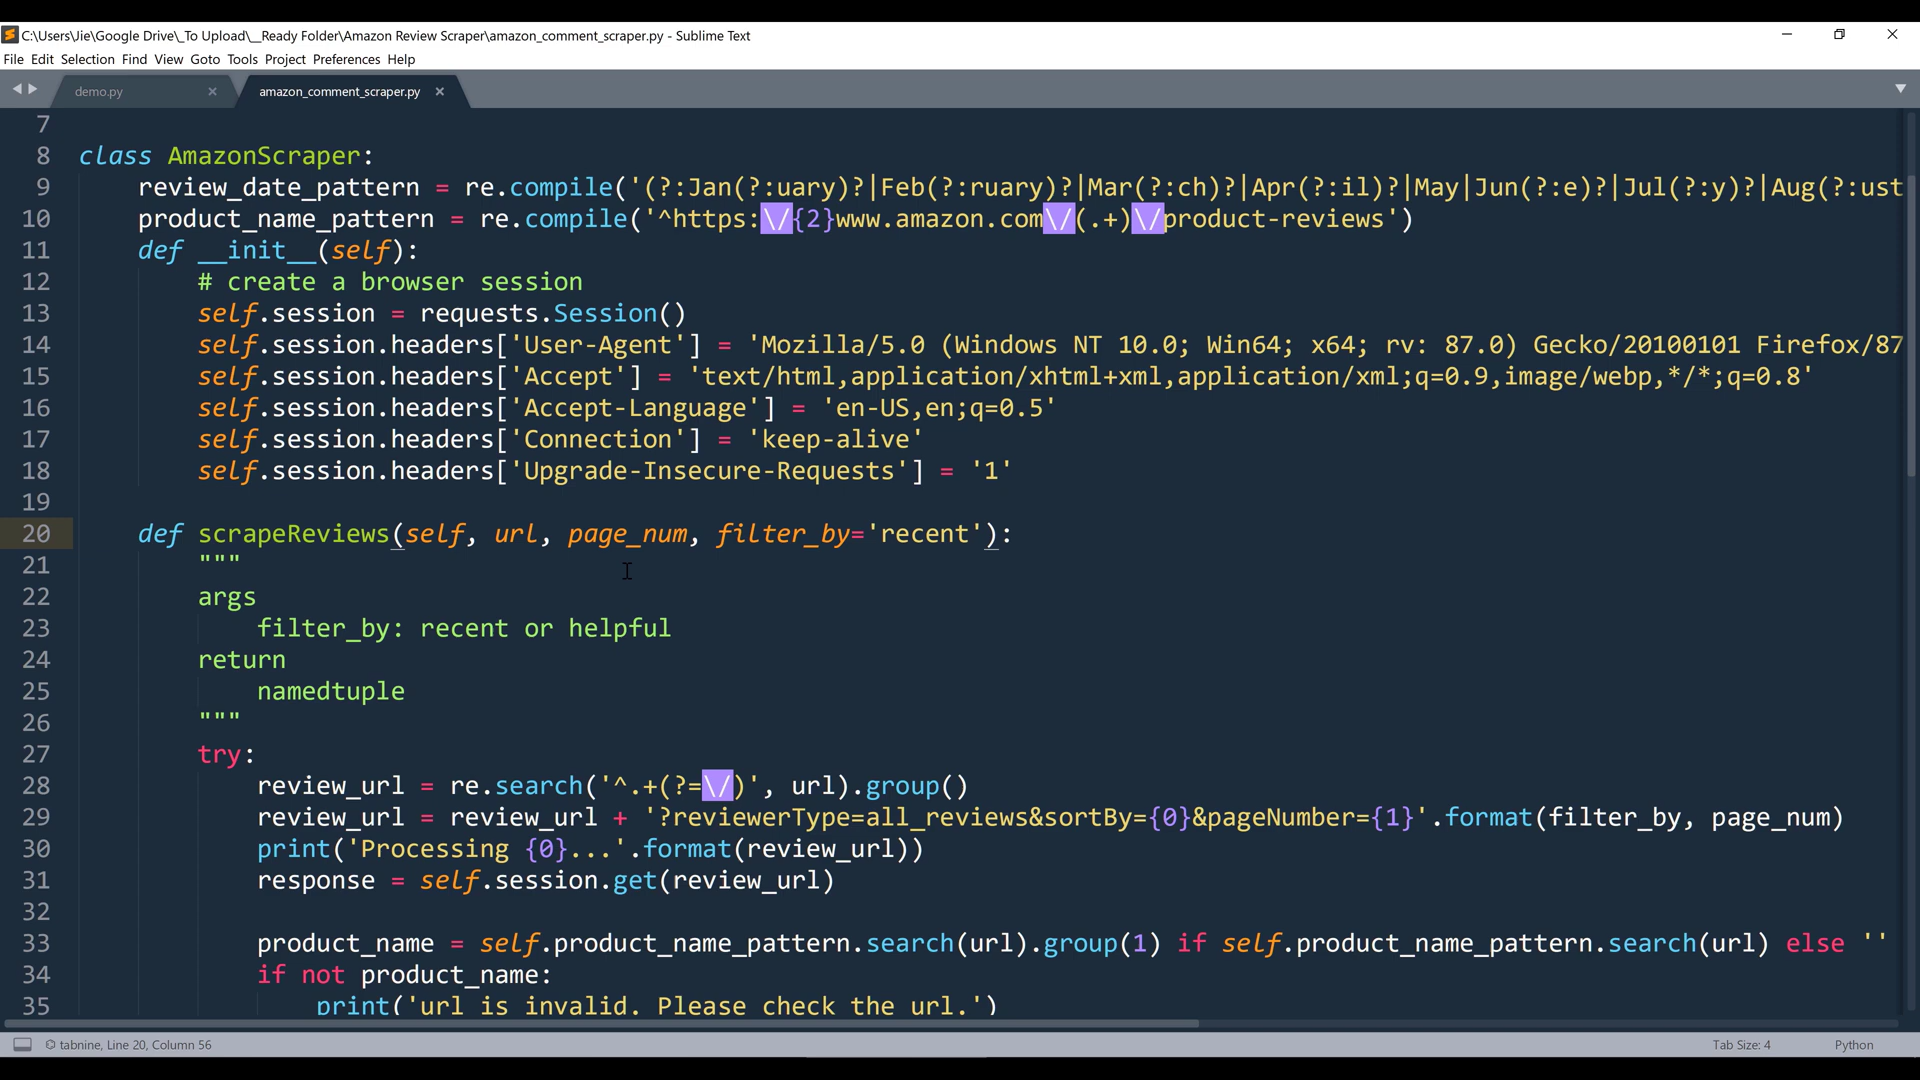 C:\Users\Jie\Google Drive\_To Upload\__Ready Folder\Amazon Review Scraper\amazon_comment_scraper.py - Sublime Text
File Edit Selection Find View Goto Tools Project Preferences Help
demo.py amazon_comment_scraper.py
7
8 class AmazonScraper:
9     review_date_pattern = re.compile('(?:Jan(?:uary)?|Feb(?:ruary)?|Mar(?:ch)?|Apr(?:il)?|May|Jun(?:e)?|Jul(?:y)?|Aug(?:ust
10     product_name_pattern = re.compile('^https:\/{2}www.amazon.com\/(.+)\/product-reviews')
11     def __init__(self):
12         # create a browser session
13         self.session = requests.Session()
14         self.session.headers['User-Agent'] = 'Mozilla/5.0 (Windows NT 10.0; Win64; x64; rv: 87.0) Gecko/20100101 Firefox/87
15         self.session.headers['Accept'] = 'text/html,application/xhtml+xml,application/xml;q=0.9,image/webp,*/*;q=0.8'
16         self.session.headers['Accept-Language'] = 'en-US,en;q=0.5'
17         self.session.headers['Connection'] = 'keep-alive'
18         self.session.headers['Upgrade-Insecure-Requests'] = '1'
19
20     def scrapeReviews(self, url, page_num, filter_by='recent'):
21         """
22         args
23             filter_by: recent or helpful
24         return
25             namedtuple
26         """
27         try:
28             review_url = re.search('^.+(?=\/)', url).group()
29             review_url = review_url + '?reviewerType=all_reviews&sortBy={0}&pageNumber={1}'.format(filter_by, page_num)
30             print('Processing {0}...'.format(review_url))
31             response = self.session.get(review_url)
32
33             product_name = self.product_name_pattern.search(url).group(1) if self.product_name_pattern.search(url) else ''
34             if not product_name:
35                 print('url is invalid. Please check the url.')
tabnine, Line 20, Column 56 Tab Size: 4 Python